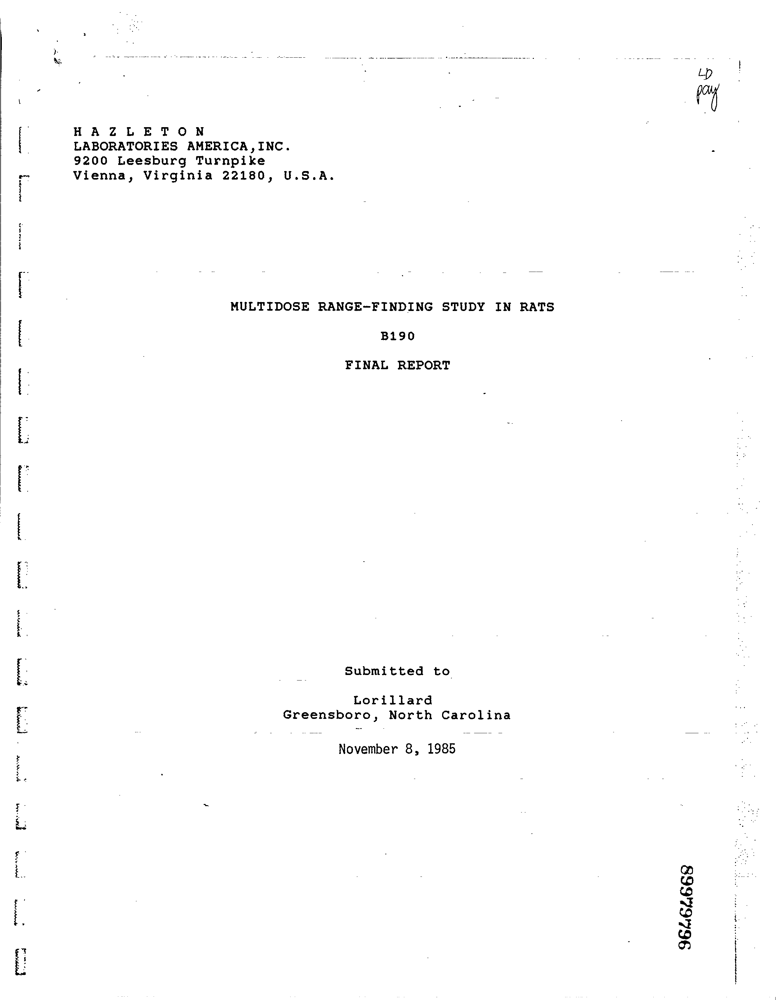 LD
pay
H A Z L E T O N
LABORATORIES AMERICA,INC.
9200 Leesburg Turnpike
Vienna, Virginia 22180, U.S.A.
MULTIDOSE RANGE-FINDING STUDY IN RATS
B190
FINAL REPORT
Submitted to
Lorillard
Greensboro, North Carolina
November 8, 1985
89979796